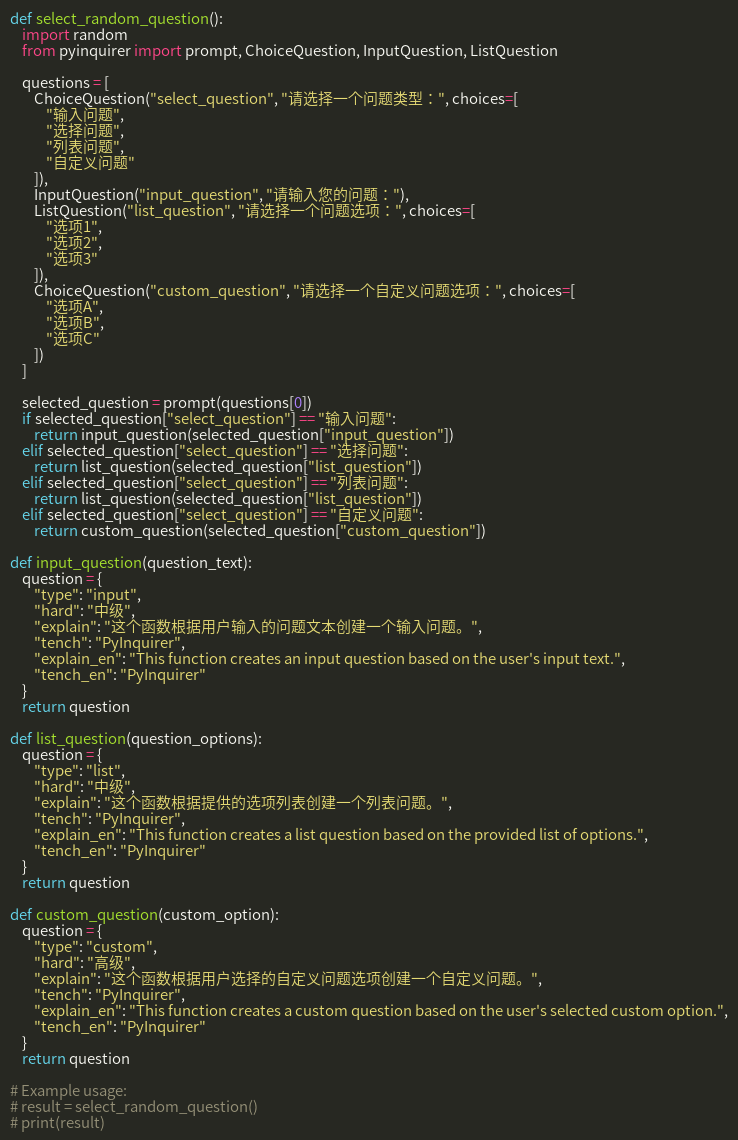 def select_random_question():
    import random
    from pyinquirer import prompt, ChoiceQuestion, InputQuestion, ListQuestion

    questions = [
        ChoiceQuestion("select_question", "请选择一个问题类型：", choices=[
            "输入问题",
            "选择问题",
            "列表问题",
            "自定义问题"
        ]),
        InputQuestion("input_question", "请输入您的问题："),
        ListQuestion("list_question", "请选择一个问题选项：", choices=[
            "选项1",
            "选项2",
            "选项3"
        ]),
        ChoiceQuestion("custom_question", "请选择一个自定义问题选项：", choices=[
            "选项A",
            "选项B",
            "选项C"
        ])
    ]

    selected_question = prompt(questions[0])
    if selected_question["select_question"] == "输入问题":
        return input_question(selected_question["input_question"])
    elif selected_question["select_question"] == "选择问题":
        return list_question(selected_question["list_question"])
    elif selected_question["select_question"] == "列表问题":
        return list_question(selected_question["list_question"])
    elif selected_question["select_question"] == "自定义问题":
        return custom_question(selected_question["custom_question"])

def input_question(question_text):
    question = {
        "type": "input",
        "hard": "中级",
        "explain": "这个函数根据用户输入的问题文本创建一个输入问题。",
        "tench": "PyInquirer",
        "explain_en": "This function creates an input question based on the user's input text.",
        "tench_en": "PyInquirer"
    }
    return question

def list_question(question_options):
    question = {
        "type": "list",
        "hard": "中级",
        "explain": "这个函数根据提供的选项列表创建一个列表问题。",
        "tench": "PyInquirer",
        "explain_en": "This function creates a list question based on the provided list of options.",
        "tench_en": "PyInquirer"
    }
    return question

def custom_question(custom_option):
    question = {
        "type": "custom",
        "hard": "高级",
        "explain": "这个函数根据用户选择的自定义问题选项创建一个自定义问题。",
        "tench": "PyInquirer",
        "explain_en": "This function creates a custom question based on the user's selected custom option.",
        "tench_en": "PyInquirer"
    }
    return question

# Example usage:
# result = select_random_question()
# print(result)